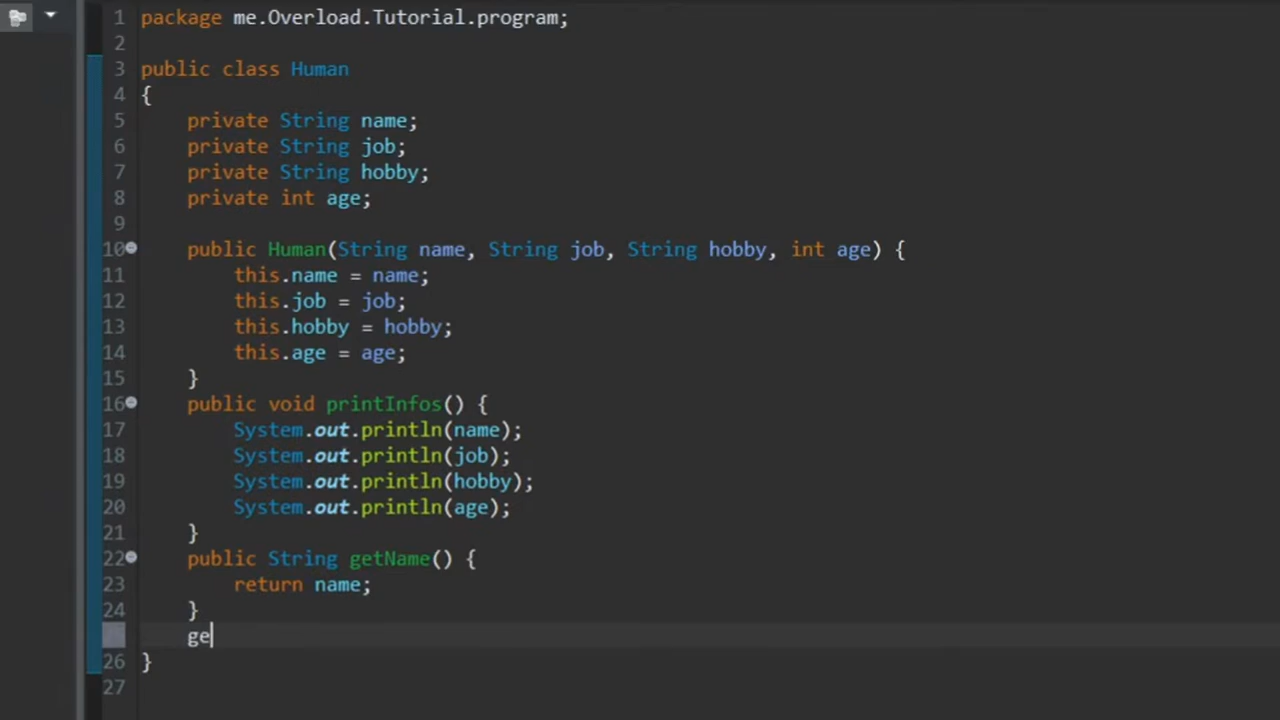 1 package me.Overload.Tutorial.program;
2
3 public class Human
4 {
5 private String name;
6 private String job;
7 private String hobby;
8 private int age;
9
10 public Human(String name, String job, String hobby, int age) {
11 this.name = name;
12 this.job = job;
13 this.hobby = hobby;
14 this.age = age;
15 }
16 public void printInfos() {
17 System.out.println(name);
18 System.out.println(job);
19 System.out.println(hobby);
20 System.out.println(age);
21 }
22 public String getName() {
23 return name;
24 }
ge
26 }
27